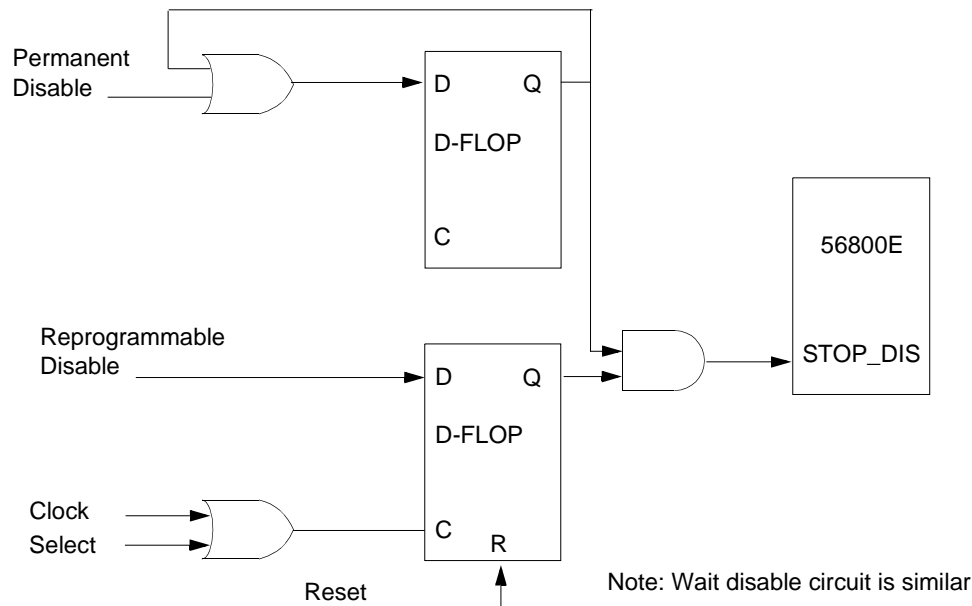 Permanent
Disable
D Q
D-FLOP
C
56800E
STOP_DIS
Reprogrammable
Disable
D Q
D-FLOP
Clock
Select
C
R
Reset
Note: Wait disable circuit is similar